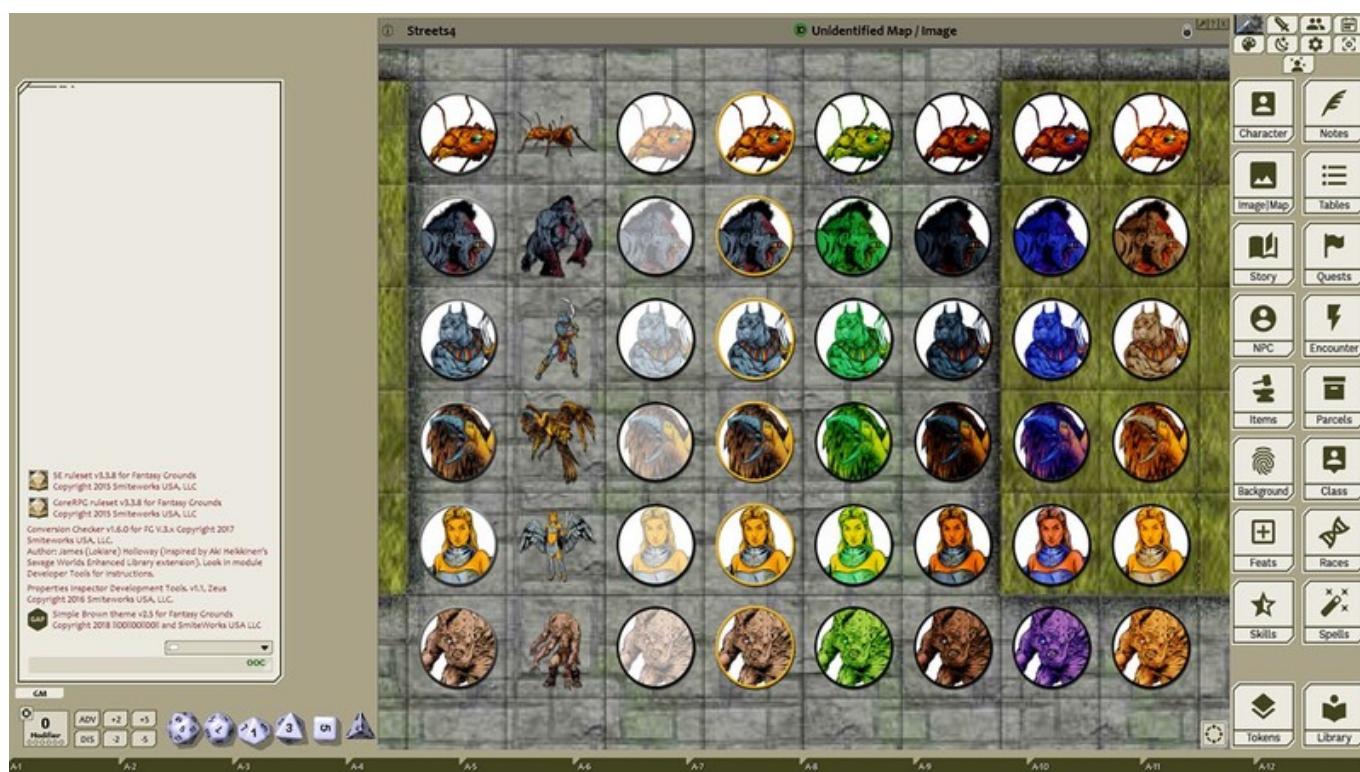 Streets4
ID Unidentified Map / Image
Character
Notes
Image|Map
Tables
Story
Quests
NPC
Encounter
Items
Parcels
Background
Class
Feats
Races
Skills
Spells
Tokens
Library
5E ruleset v3.3.8 for Fantasy Grounds
Copyright 2015 Smiteworks USA, LLC
CoreRPG ruleset v3.3.8 for Fantasy Grounds
Copyright 2015 Smiteworks USA, LLC
Conversion Checker v1.6.0 for FG V.3.x Copyright 2017
Smiteworks USA, LLC.
Author: James (Lokiare) Holloway (inspired by Aki Heikkinen's
Savage Worlds Enhanced Library extension). Look in module
Developer Tools for instructions.
Properties Inspector Development Tools, v1.1, Zeus
Copyright 2016 Smiteworks USA, LLC.
GAP
Simple Brown theme v2.5 for Fantasy Grounds
Copyright 2018 and SmiteWorks USA LLC
OOC
GM
0
Modifier
ADV +2 +5
DIS -2 -5
1
3
5
A-1 A-2 A-3 A-4 A-5 A-6 A-7 A-8 A-9 A-10 A-11 A-12